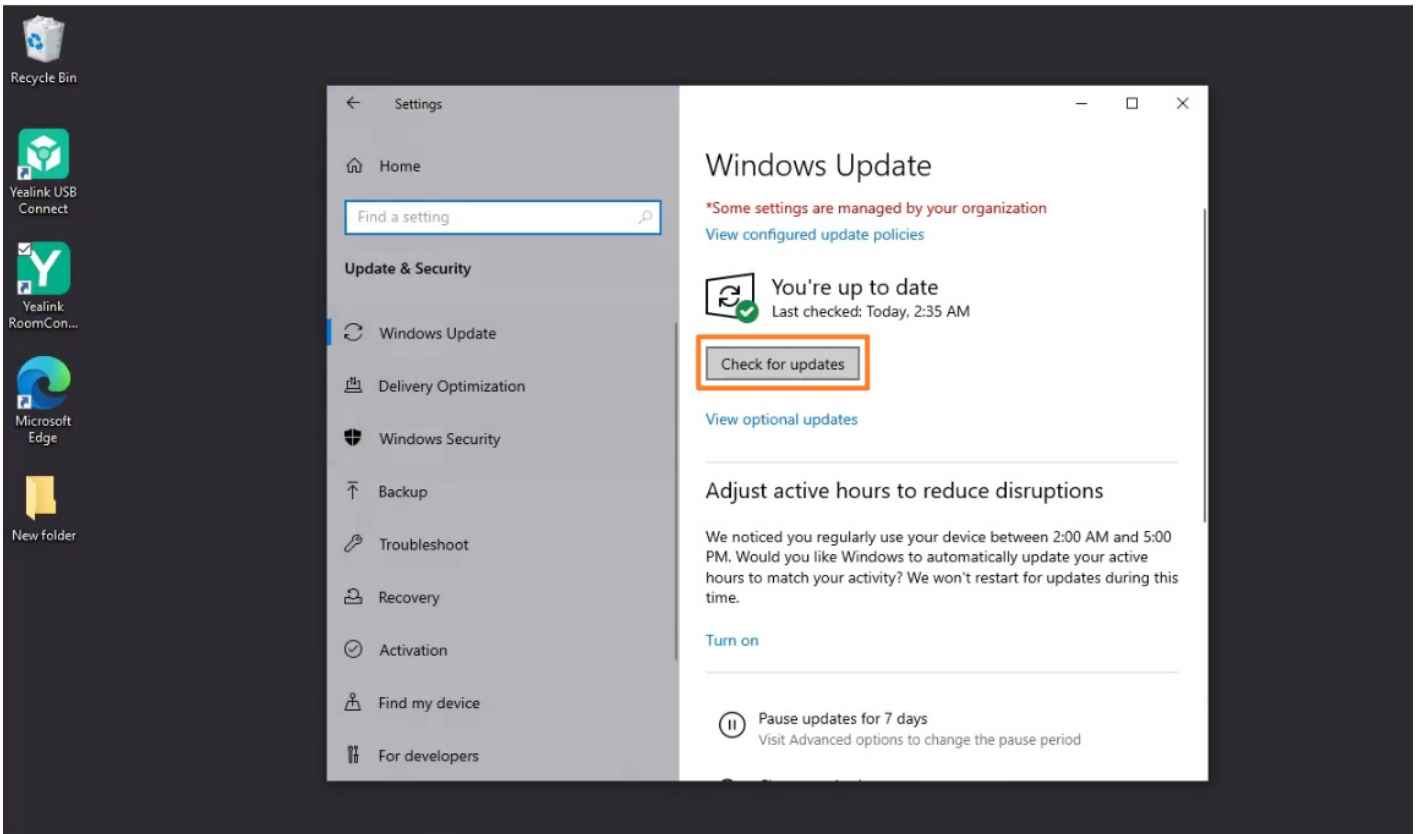 Recycle Bin
Yealink USB
Connect
Yealink
RoomCon...
Microsoft
Edge
New folder
Settings
Home
Find a setting
Update & Security
Windows Update
Delivery Optimization
Windows Security
Backup
Troubleshoot
Recovery
Activation
Find my device
For developers
Windows Update
*Some settings are managed by your organization
View configured update policies
You're up to date
Last checked: Today, 2:35 AM
Check for updates
View optional updates
Adjust active hours to reduce disruptions
We noticed you regularly use your device between 2:00 AM and 5:00
PM. Would you like Windows to automatically update your active
hours to match your activity? We won't restart for updates during this
time.
Turn on
Pause updates for 7 days
Visit Advanced options to change the pause period